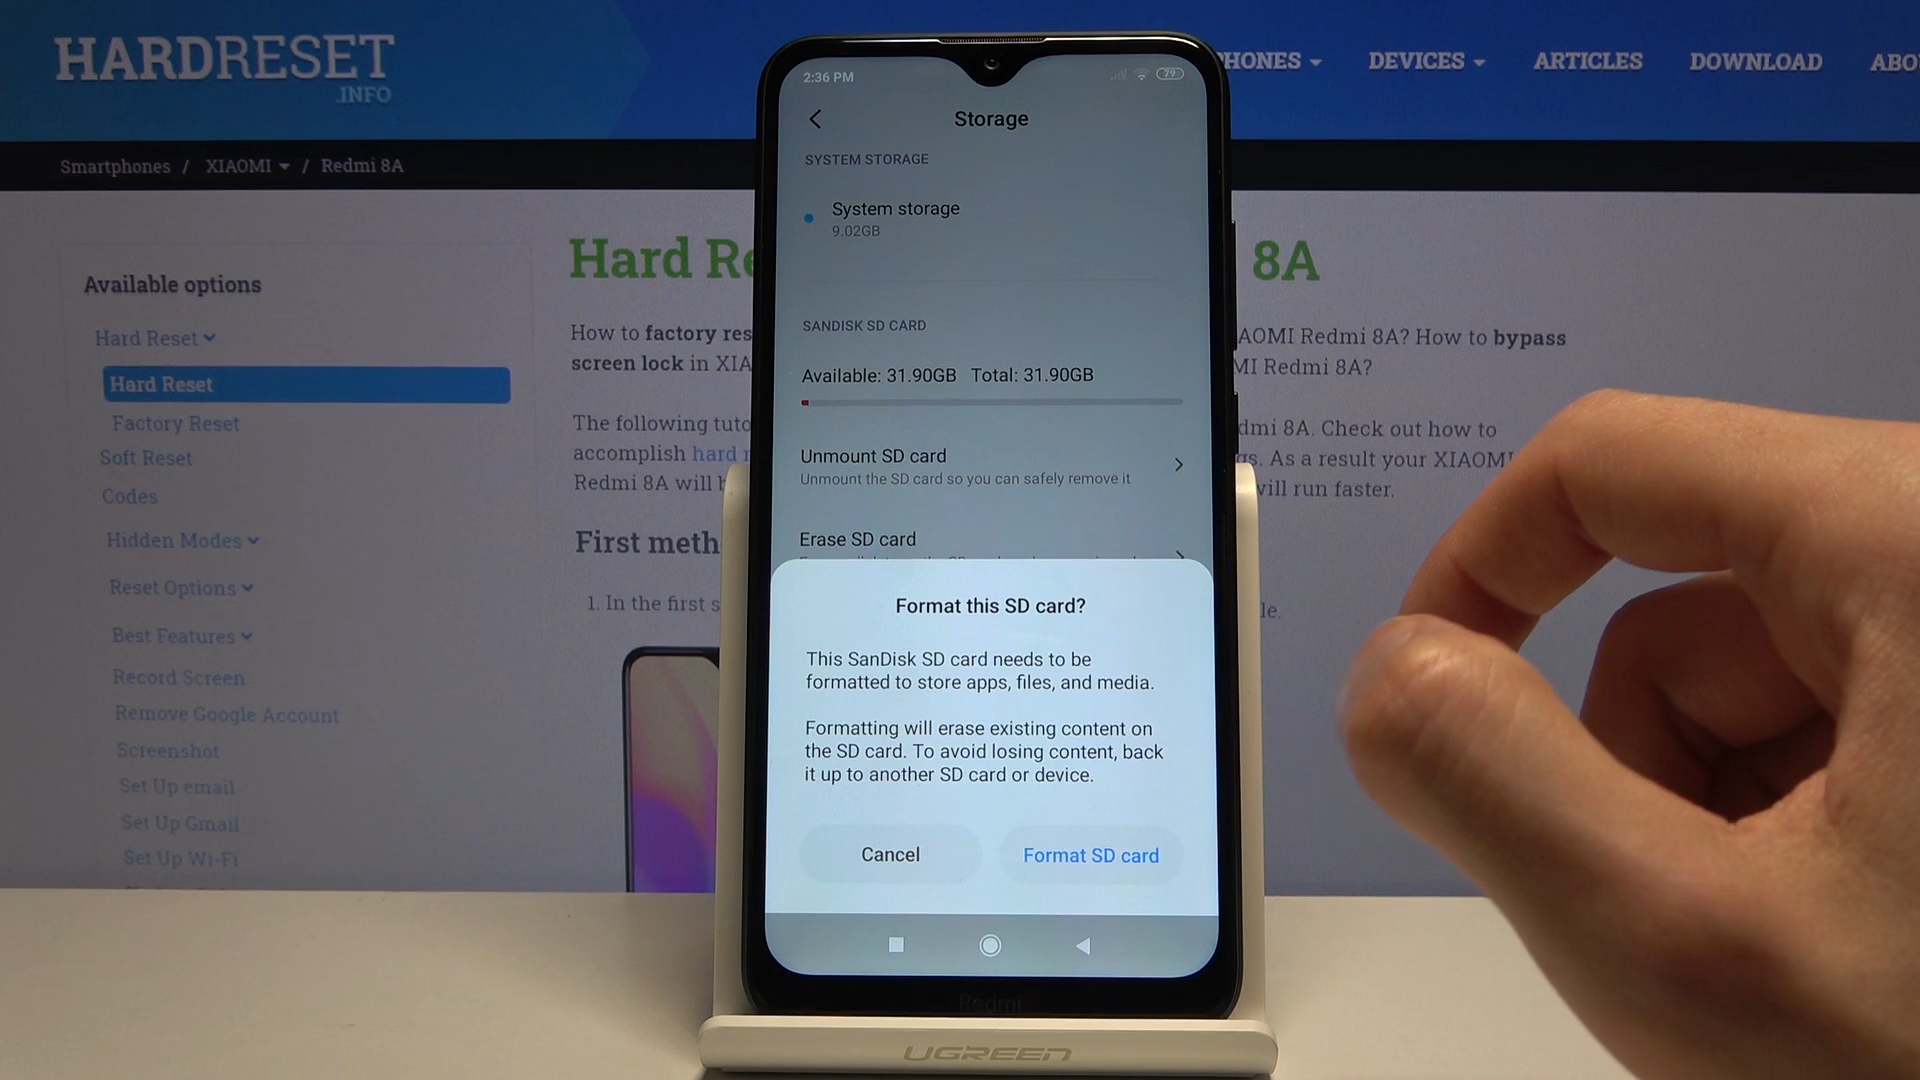 HARDRESET
.INFO
PHONES
DEVICES
ARTICLES
DOWNLOAD
Smartphones / XIAOMI / Redmi 8A
Available options
Hard Reset
Hard Reset
Factory Reset
Soft Reset
Codes
Hidden Modes
Reset Options
Best Features
Record Screen
Remove Google Account
Screenshot
Set Up email
Set Up Gmail
Set Up Wi-Fi
Hard 8A
How to factory
screen lock in
AOMI Redmi 8A? How to bypass
MI Redmi 8A?
The following
accomplish hard
Redmi 8A will
dmi 8A. Check out how to
As a result your XIAOMI
will run faster.
First
1. In the first
2:36 PM
79
Storage
SYSTEM STORAGE
System storage
9.02GB
SANDISK SD CARD
Available: 31.90GB Total: 31.90GB
Unmount SD card
Unmount the SD card so you can safely remove it
Erase SD card
Format this SD card?
This SanDisk SD card needs to be
formatted to store apps, files, and media.
Formatting will erase existing content on
the SD card. To avoid losing content, back
it up to another SD card or device.
Cancel
Format SD card
Redmi
UGREEN